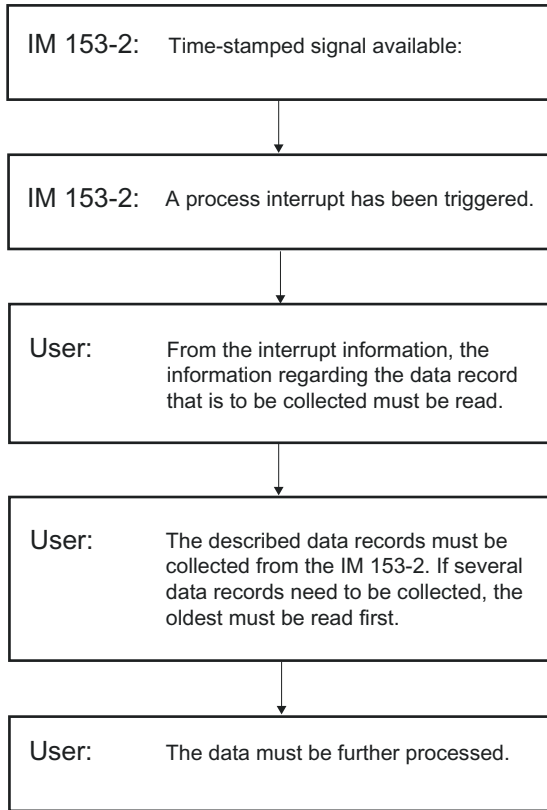 IM 153-2: Time-stamped signal available:
IM 153-2: A process interrupt has been triggered.
User: From the interrupt information, the
information regarding the data record
that is to be collected must be read.
User: The described data records must be
collected from the IM 153-2. If several
data records need to be collected, the
oldest must be read first.
User: The data must be further processed.